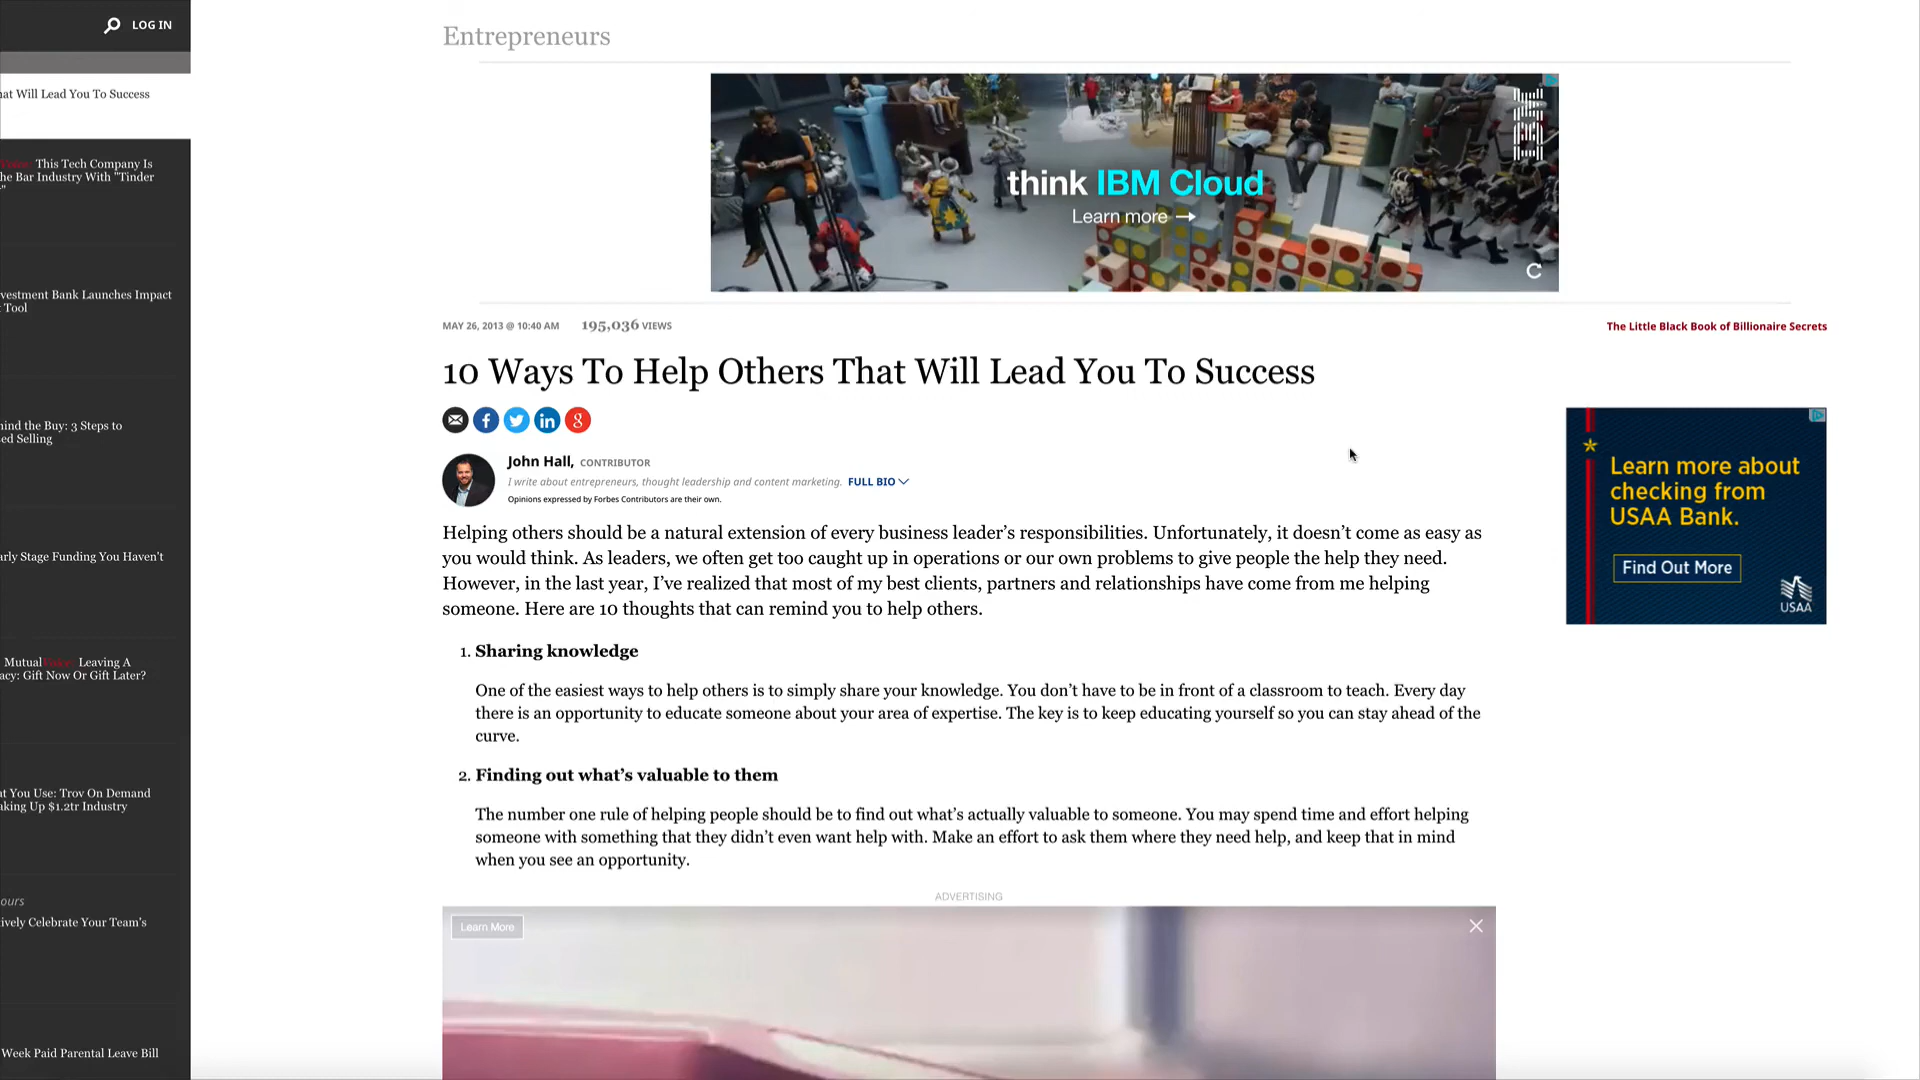 LOG IN
Entrepreneurs
hat Will Lead You To Success
IBM
think IBM Cloud
Learn more →
Voice: This Tech Company Is
he Bar Industry With "Tinder
"
vestment Bank Launches Impact
Tool
MAY 26, 2013 @ 10:40 AM 195,036 VIEWS
The Little Black Book of Billionaire Secrets
10 Ways To Help Others That Will Lead You To Success
hind the Buy: 3 Steps to
ed Selling
John Hall, CONTRIBUTOR
I write about entrepreneurs, thought leadership and content marketing. FULL BIO
Opinions expressed by Forbes Contributors are their own.
Learn more about
checking from
USAA Bank.
Find Out More
USAA
Helping others should be a natural extension of every business leader’s responsibilities. Unfortunately, it doesn’t come as easy as
you would think. As leaders, we often get too caught up in operations or our own problems to give people the help they need.
However, in the last year, I’ve realized that most of my best clients, partners and relationships have come from me helping
someone. Here are 10 thoughts that can remind you to help others.
arly Stage Funding You Haven't
1. Sharing knowledge
Mutual Voice: Leaving A
acy: Gift Now Or Gift Later?
One of the easiest ways to help others is to simply share your knowledge. You don’t have to be in front of a classroom to teach. Every day
there is an opportunity to educate someone about your area of expertise. The key is to keep educating yourself so you can stay ahead of the
curve.
2. Finding out what’s valuable to them
nt You Use: Trov On Demand
aking Up $1.2tr Industry
The number one rule of helping people should be to find out what’s actually valuable to someone. You may spend time and effort helping
someone with something that they didn’t even want help with. Make an effort to ask them where they need help, and keep that in mind
when you see an opportunity.
ours
ively Celebrate Your Team's
ADVERTISING
Learn More
Week Paid Parental Leave Bill